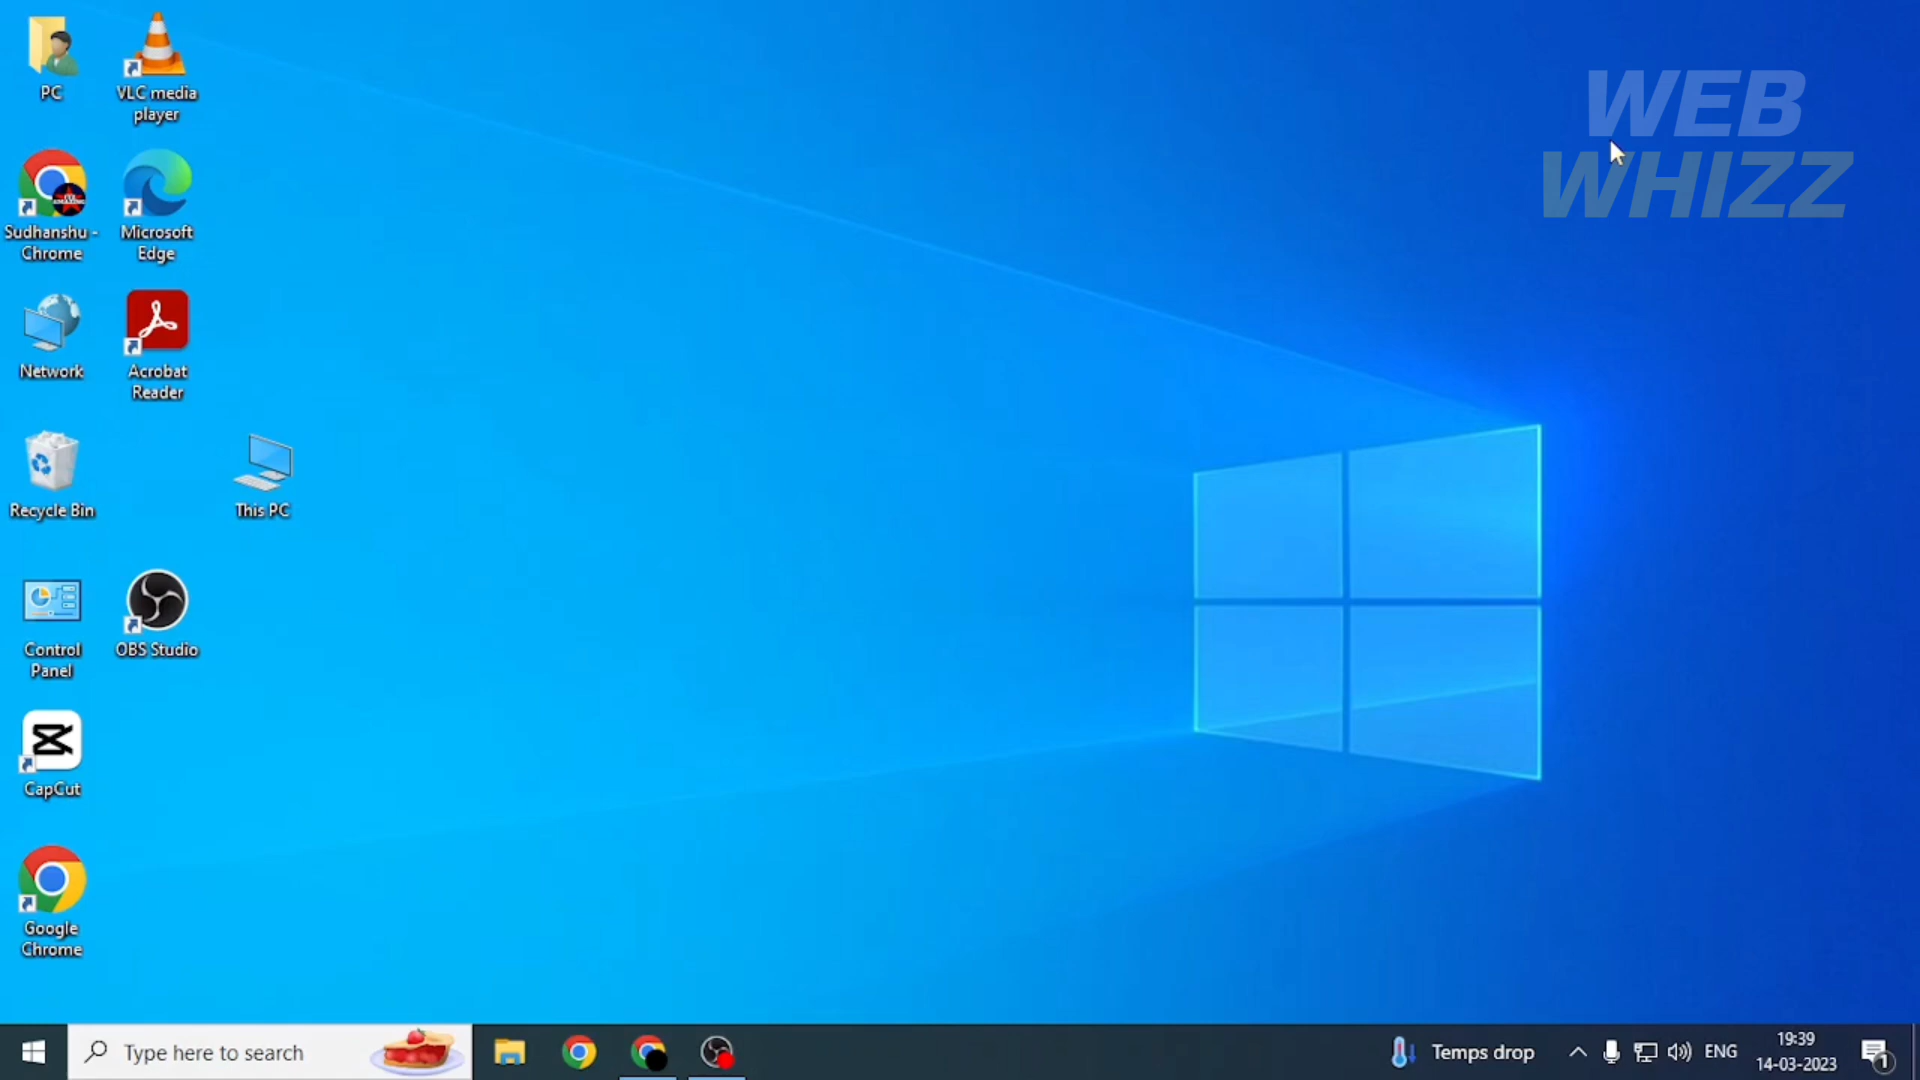 PC
VLC media
player
WEB
WHIZZ
Sudhanshu -
Chrome
Microsoft
Edge
Network
Acrobat
Reader
Recycle Bin
This PC
Control
Panel
OBS Studio
CapCut
Google
Chrome
Type here to search
Temps drop
ENG
19:39
14-03-2023
1